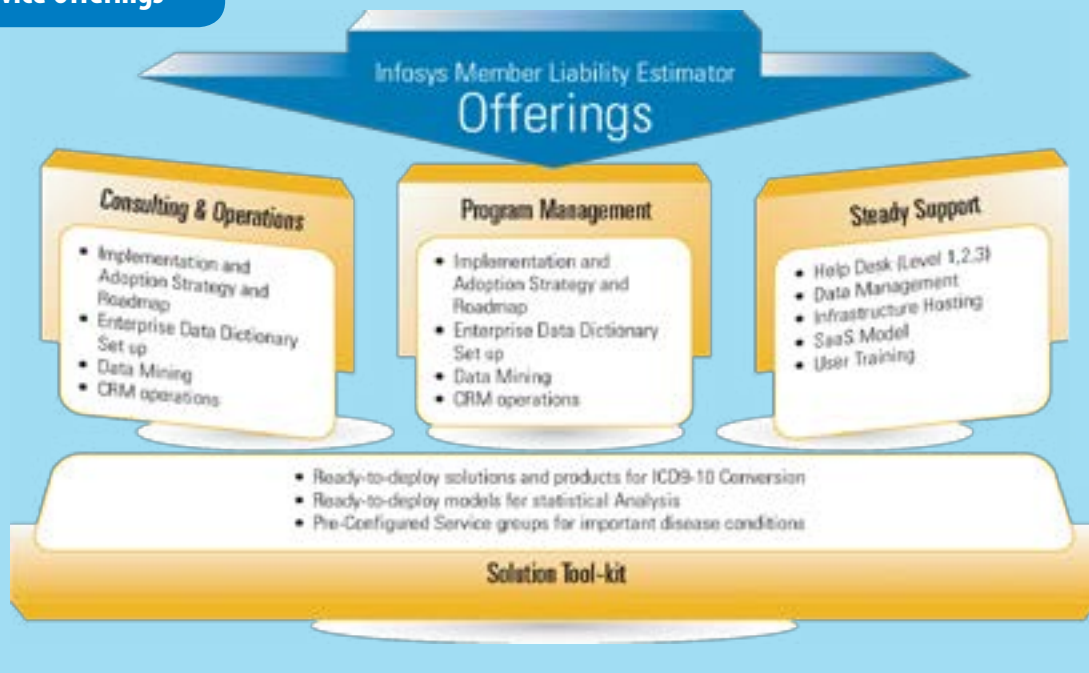 vice offerings
Infosys Member Liability Estimator
Offerings
Consulting & Operations
• Implementation and
Adoption Strategy and
Roadmap
• Enterprise Data Dictionary
Set up
• Data Mining
• CRM operations
Program Management
• Implementation and
Adoption Strategy and
Roadmap
• Enterprise Data Dictionary
Set up
• Data Mining
• CRM operations
Steady Support
• Help Desk (Level 1,2,3)
• Data Management
• Infrastructure Hosting
• SaaS Model
• User Training
• Ready-to-deploy solutions and products for ICD9-10 Conversion
• Ready-to-deploy models for statistical Analysis
• Pre-Configured Service groups for important disease conditions
Solution Tool-kit